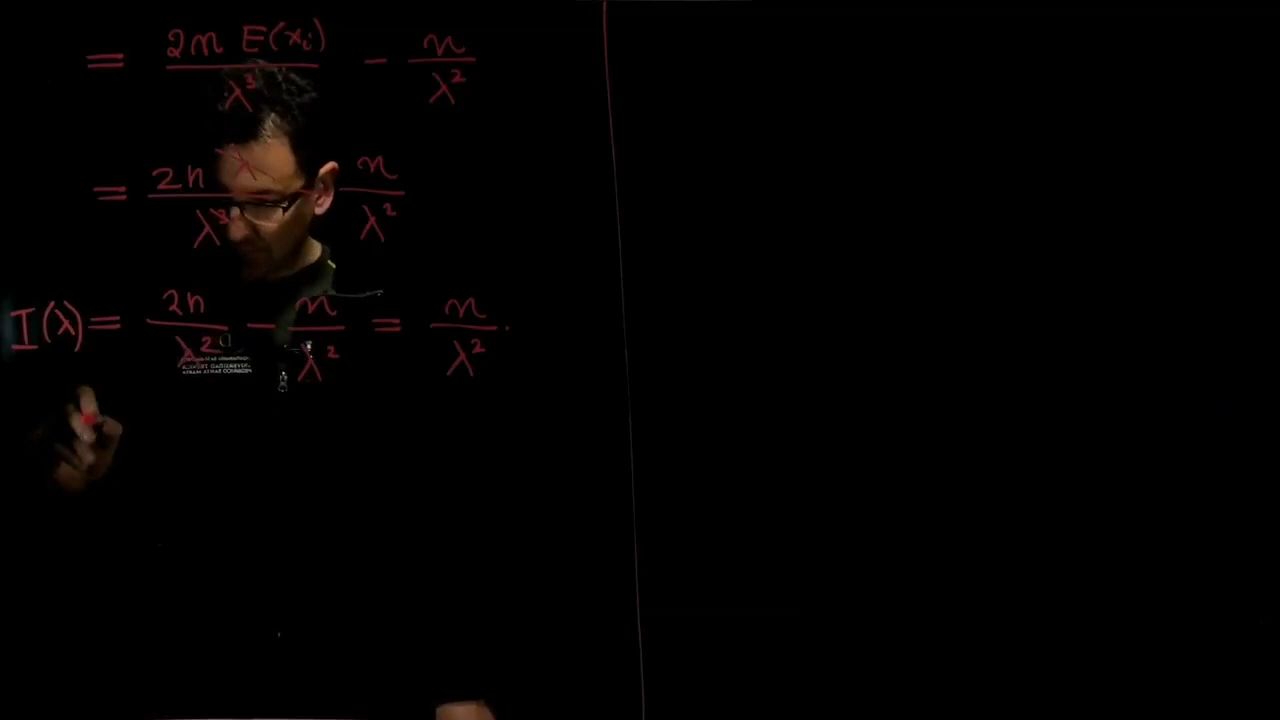 = 2n E(xᵢ) / λ³ − n / λ²
= 2n λ / λ³ − n / λ²
I(λ) = 2n / λ² − n / λ² = n / λ² .